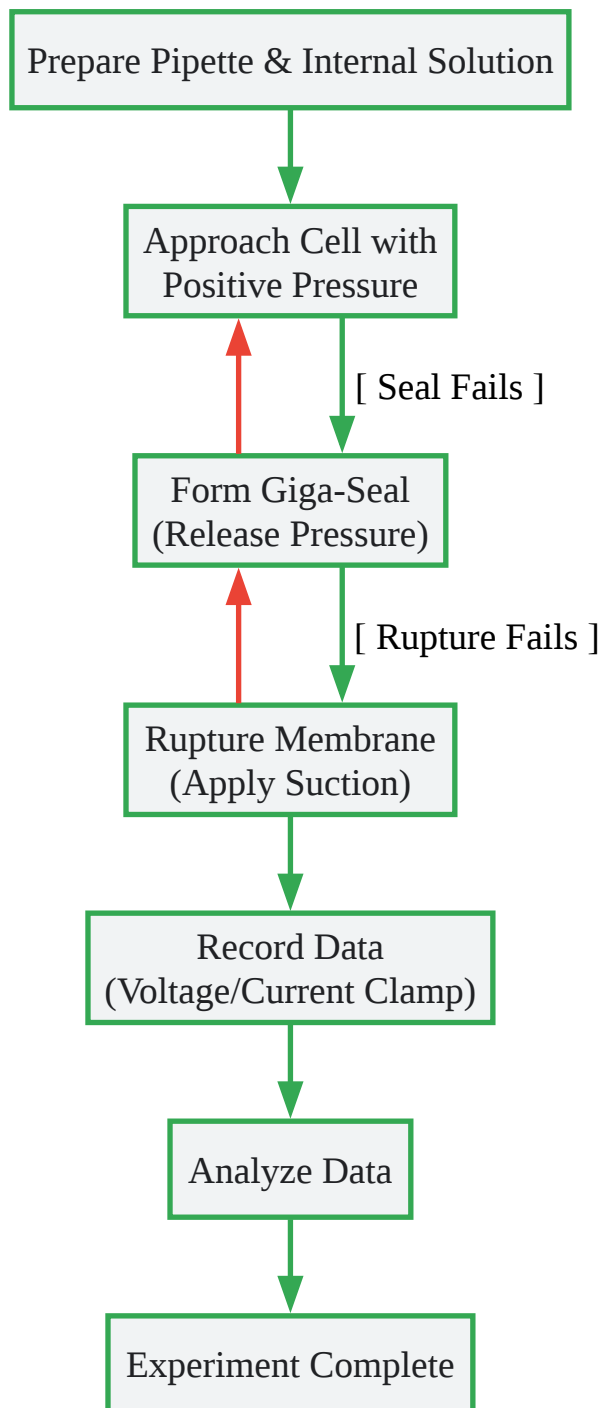 Prepare Pipette & Internal Solution
Approach Cell with
Positive Pressure
[ Seal Fails ]
Form Giga-Seal
(Release Pressure)
[ Rupture Fails ]
Rupture Membrane
(Apply Suction)
Record Data
(Voltage/Current Clamp)
Analyze Data
Experiment Complete